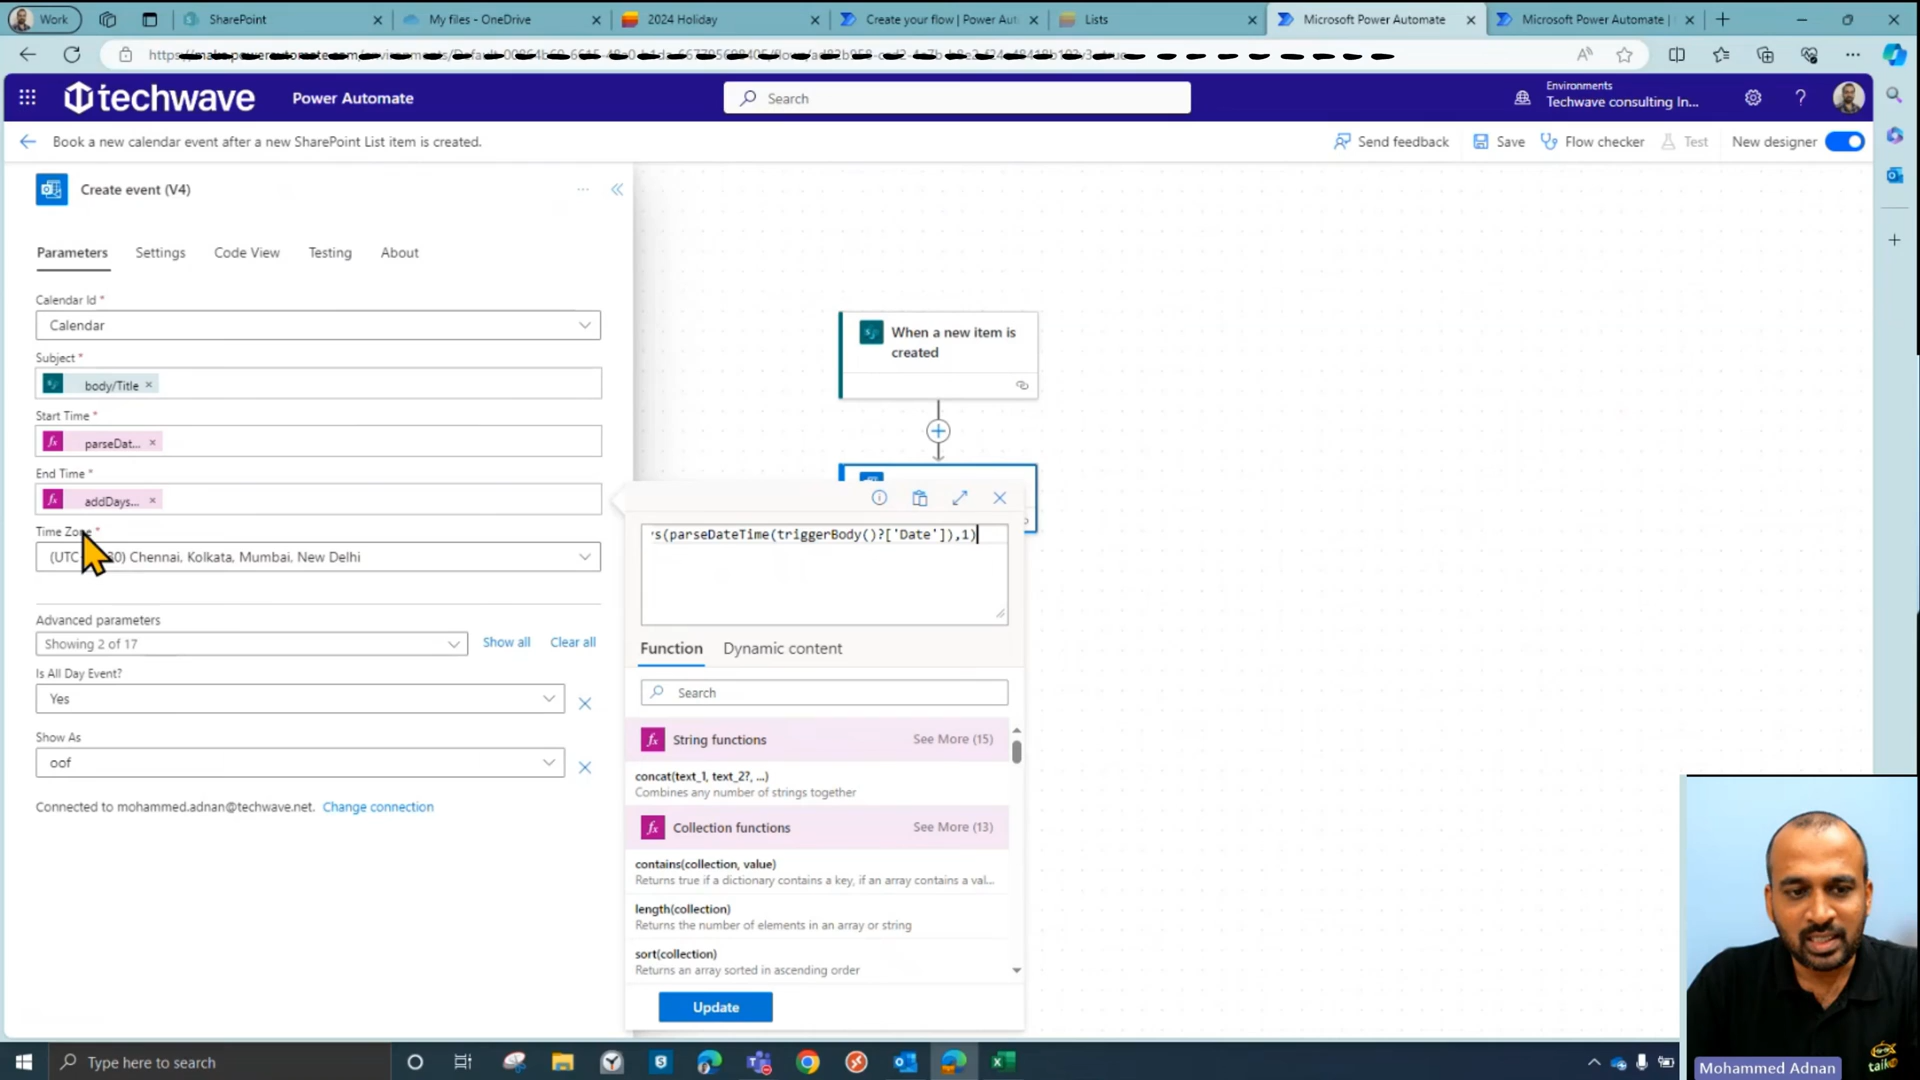 Work
SharePoint
My files - OneDrive
2024 Holiday
Create your flow | Power Aut
Lists
Microsoft Power Automate
Microsoft Power Automate |
techwave
Power Automate
Search
Environments
Techwave consulting In...
Book a new calendar event after a new SharePoint List item is created.
Send feedback
Save
Flow checker
Test
New designer
Create event (V4)
Parameters
Settings
Code View
Testing
About
Calendar Id *
Calendar
Subject *
body/Title
Start Time *
parseDat...
End Time *
addDays...
Time Zone *
(UTC 30) Chennai, Kolkata, Mumbai, New Delhi
Advanced parameters
Showing 2 of 17
Show all
Clear all
Is All Day Event?
Yes
Show As
oof
Connected to mohammed.adnan@techwave.net. Change connection
When a new item is
created
s(parseDateTime(triggerBody()?['Date']),1)
Function
Dynamic content
Search
String functions
See More (15)
concat(text_1, text_2?, ...)
Combines any number of strings together
Collection functions
See More (13)
contains(collection, value)
Returns true if a dictionary contains a key, if an array contains a val...
length(collection)
Returns the number of elements in an array or string
sort(collection)
Returns an array sorted in ascending order
Update
Type here to search
Mohammed Adnan
taiko